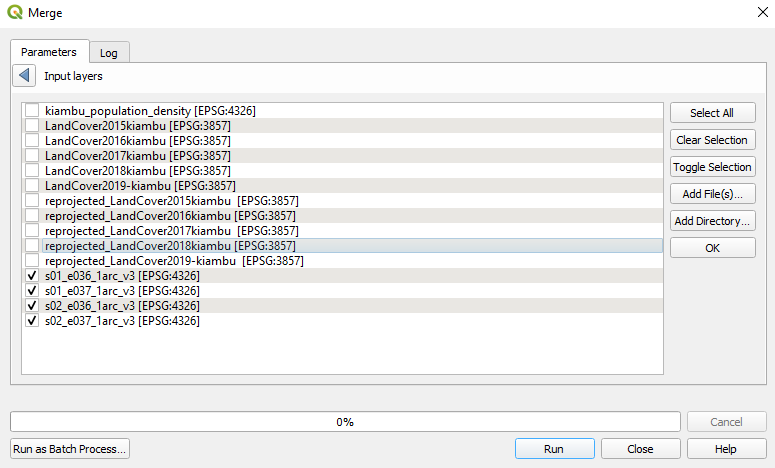 Merge
Parameters
Log
Input layers
kiambu_population_density [EPSG:4326]
LandCover2015kiambu [EPSG:3857]
LandCover2016kiambu [EPSG:3857]
LandCover2017kiambu [EPSG:3857]
LandCover2018kiambu [EPSG:3857]
LandCover2019-kiambu [EPSG:3857]
reprojected_LandCover2015kiambu [EPSG:3857]
reprojected_LandCover2016kiambu [EPSG:3857]
reprojected_LandCover2017kiambu [EPSG:3857]
reprojected_LandCover2018kiambu [EPSG:3857]
reprojected_LandCover2019-kiambu [EPSG:3857]
s01_e036_1arc_v3 [EPSG:4326]
s01_e037_1arc_v3 [EPSG:4326]
s02_e036_1arc_v3 [EPSG:4326]
s02_e037_1arc_v3 [EPSG:4326]
Select All
Clear Selection
Toggle Selection
Add File(s)...
Add Directory...
OK
0%
Cancel
Run as Batch Process...
Run
Close
Help